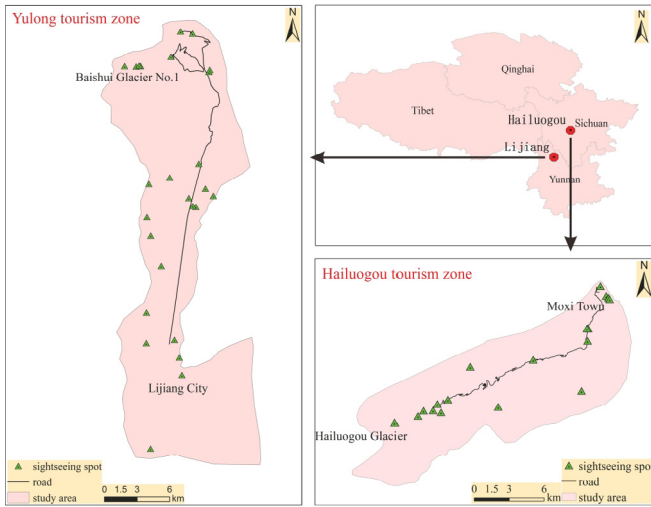 Yulong tourism zone
N
Baishui Glacier No.1
Lijiang City
sightseeing spot
road
study area
0 1.5 3 6
km
N
Qinghai
Tibet
Hailuogou
Sichuan
Lijiang
Yunnan
Hailuogou tourism zone
N
Moxi Town
Hailuogou Glacier
sightseeing spot
road
study area
0 1.5 3 6
km